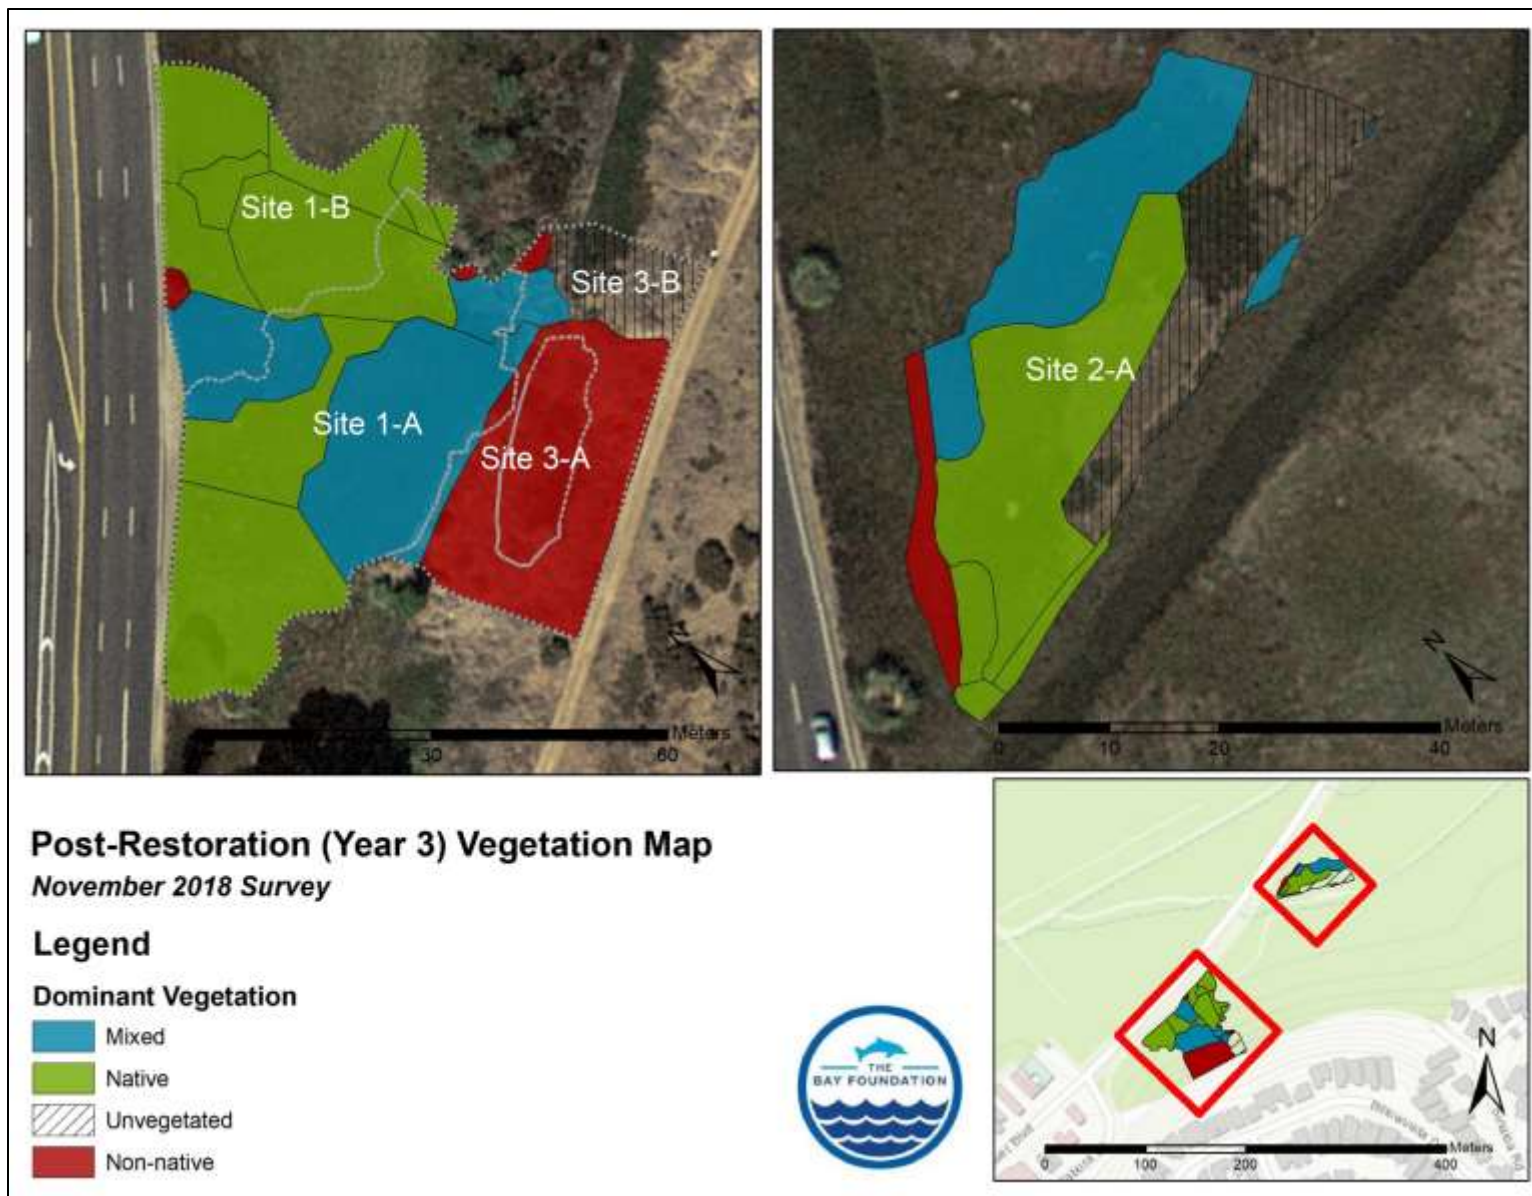 Site 1-B
Site 3-B
Site 1-A
Site 3-A
N
Meters
30
60
Site 2-A
N
Meters
0
10
20
40
Post-Restoration (Year 3) Vegetation Map
November 2018 Survey
Legend
Dominant Vegetation
Mixed
Native
Unvegetated
Non-native
THE
BAY FOUNDATION
N
Meters
0
100
200
400